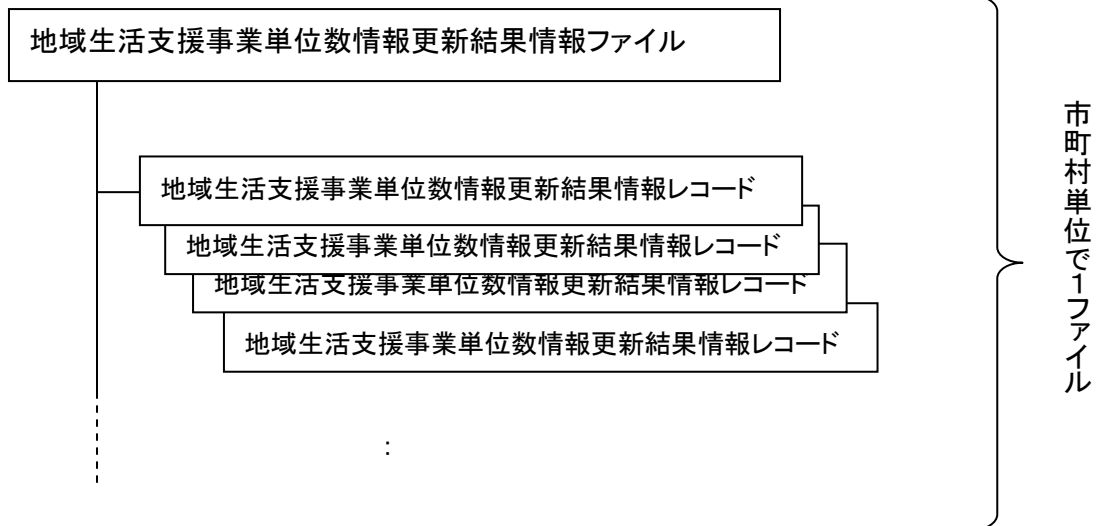 地域生活支援事業単位数情報更新結果情報ファイル
地域生活支援事業単位数情報更新結果情報レコード
地域生活支援事業単位数情報更新結果情報レコード
地域生活支援事業単位数情報更新結果情報レコード
地域生活支援事業単位数情報更新結果情報レコード
:
市町村単位で1ファイル